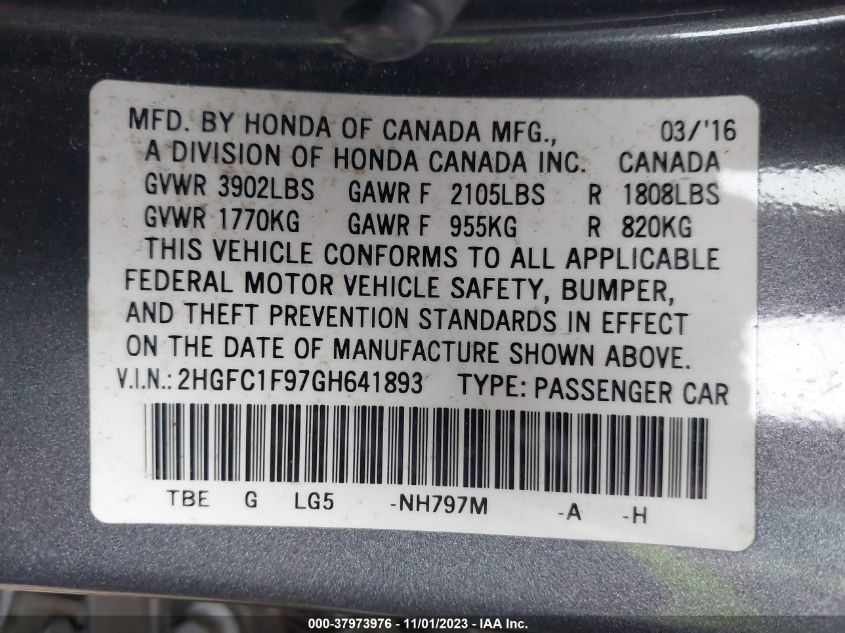 MFD. BY HONDA OF CANADA MFG., 03/'16
A DIVISION OF HONDA CANADA INC. CANADA
GVWR 3902LBS GAWR F 2105LBS R 1808LBS
GVWR 1770KG GAWR F 955KG R 820KG
THIS VEHICLE CONFORMS TO ALL APPLICABLE
FEDERAL MOTOR VEHICLE SAFETY, BUMPER,
AND THEFT PREVENTION STANDARDS IN EFFECT
ON THE DATE OF MANUFACTURE SHOWN ABOVE.
V.I.N.: 2HGFC1F97GH641893 TYPE: PASSENGER CAR
TBE G LG5 -NH797M -A -H
000-37973976 - 11/01/2023 - IAA Inc.